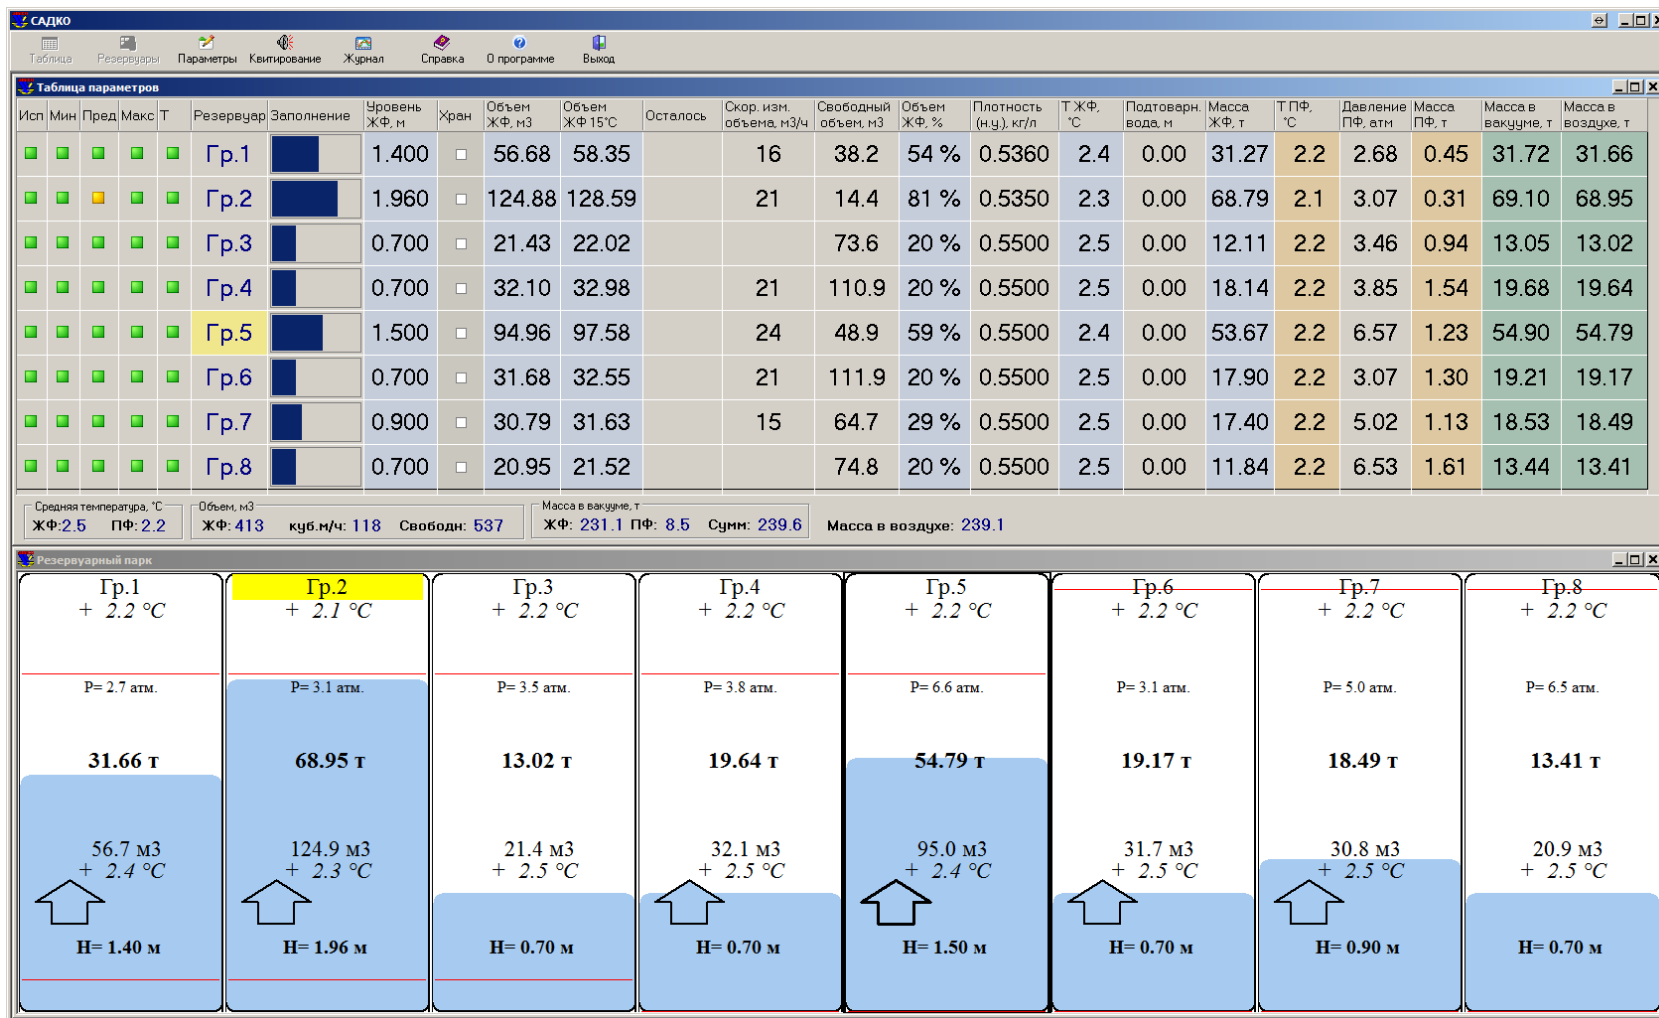 САДКО
Таблица Резервуары Параметры Квитирование Журнал Справка О программе Выход
Таблица параметров
Исп Мин Пред Макс Т Резервуар Заполнение Уровень ЖФ, м Хран Объем ЖФ, м3 Объем ЖФ 15°C Осталось Скор. изм. объема, м3/ч Свободный объем, м3 Объем ЖФ, % Плотность (н.у.), кг/л Т ЖФ, °C Подтоварн. вода, м Масса ЖФ, т Т ПФ, °C Давление ПФ, атм Масса ПФ, т Масса в вакууме, т Масса в воздухе, т
Гр.1 1.400 56.68 58.35 16 38.2 54 % 0.5360 2.4 0.00 31.27 2.2 2.68 0.45 31.72 31.66
Гр.2 1.960 124.88 128.59 21 14.4 81 % 0.5350 2.3 0.00 68.79 2.1 3.07 0.31 69.10 68.95
Гр.3 0.700 21.43 22.02 73.6 20 % 0.5500 2.5 0.00 12.11 2.2 3.46 0.94 13.05 13.02
Гр.4 0.700 32.10 32.98 21 110.9 20 % 0.5500 2.5 0.00 18.14 2.2 3.85 1.54 19.68 19.64
Гр.5 1.500 94.96 97.58 24 48.9 59 % 0.5500 2.4 0.00 53.67 2.2 6.57 1.23 54.90 54.79
Гр.6 0.700 31.68 32.55 21 111.9 20 % 0.5500 2.5 0.00 17.90 2.2 3.07 1.30 19.21 19.17
Гр.7 0.900 30.79 31.63 15 64.7 29 % 0.5500 2.5 0.00 17.40 2.2 5.02 1.13 18.53 18.49
Гр.8 0.700 20.95 21.52 74.8 20 % 0.5500 2.5 0.00 11.84 2.2 6.53 1.61 13.44 13.41
Средняя температура, °C Объем, м3 Масса в вакууме, т
ЖФ:2.5 ПФ:2.2 ЖФ: 413 куб.м/ч: 118 Свободн: 537 ЖФ: 231.1 ПФ: 8.5 Сумм: 239.6 Масса в воздухе: 239.1
Резервуарный парк
Гр.1 Гр.2 Гр.3 Гр.4 Гр.5 Гр.6 Гр.7 Гр.8
+ 2.2 °C + 2.1 °C + 2.2 °C + 2.2 °C + 2.2 °C + 2.2 °C + 2.2 °C + 2.2 °C
P= 2.7 атм. P= 3.1 атм. P= 3.5 атм. P= 3.8 атм. P= 6.6 атм. P= 3.1 атм. P= 5.0 атм. P= 6.5 атм.
31.66 т 68.95 т 13.02 т 19.64 т 54.79 т 19.17 т 18.49 т 13.41 т
56.7 м3 124.9 м3 21.4 м3 32.1 м3 95.0 м3 31.7 м3 30.8 м3 20.9 м3
+ 2.4 °C + 2.3 °C + 2.5 °C + 2.5 °C + 2.4 °C + 2.5 °C + 2.5 °C + 2.5 °C
H= 1.40 м H= 1.96 м H= 0.70 м H= 0.70 м H= 1.50 м H= 0.70 м H= 0.90 м H= 0.70 м